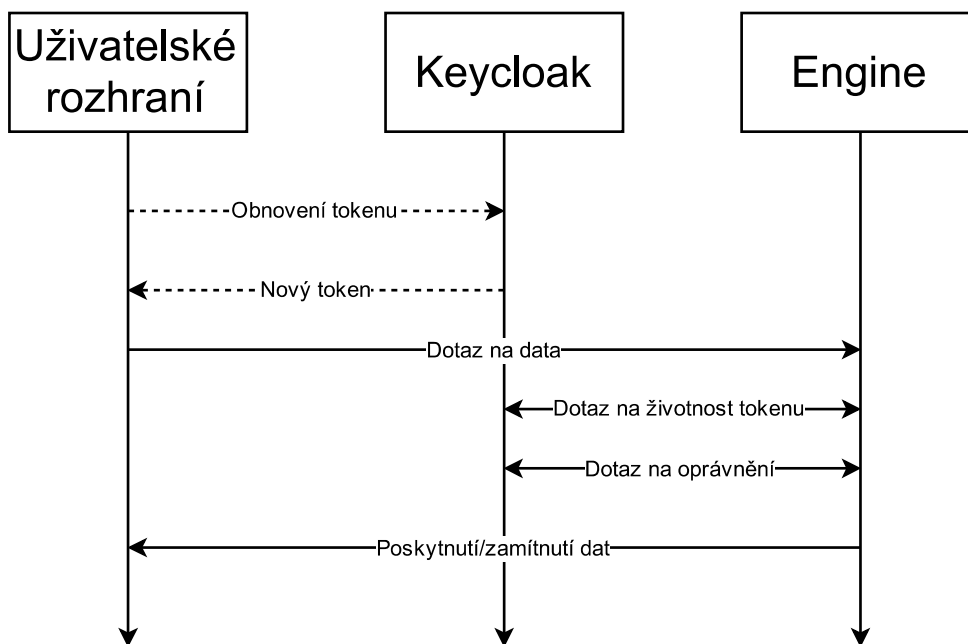 Uživatelské
rozhraní
Keycloak
Engine
Obnovení tokenu
Nový token
Dotaz na data
Dotaz na životnost tokenu
Dotaz na oprávnění
Poskytnutí/zamítnutí dat